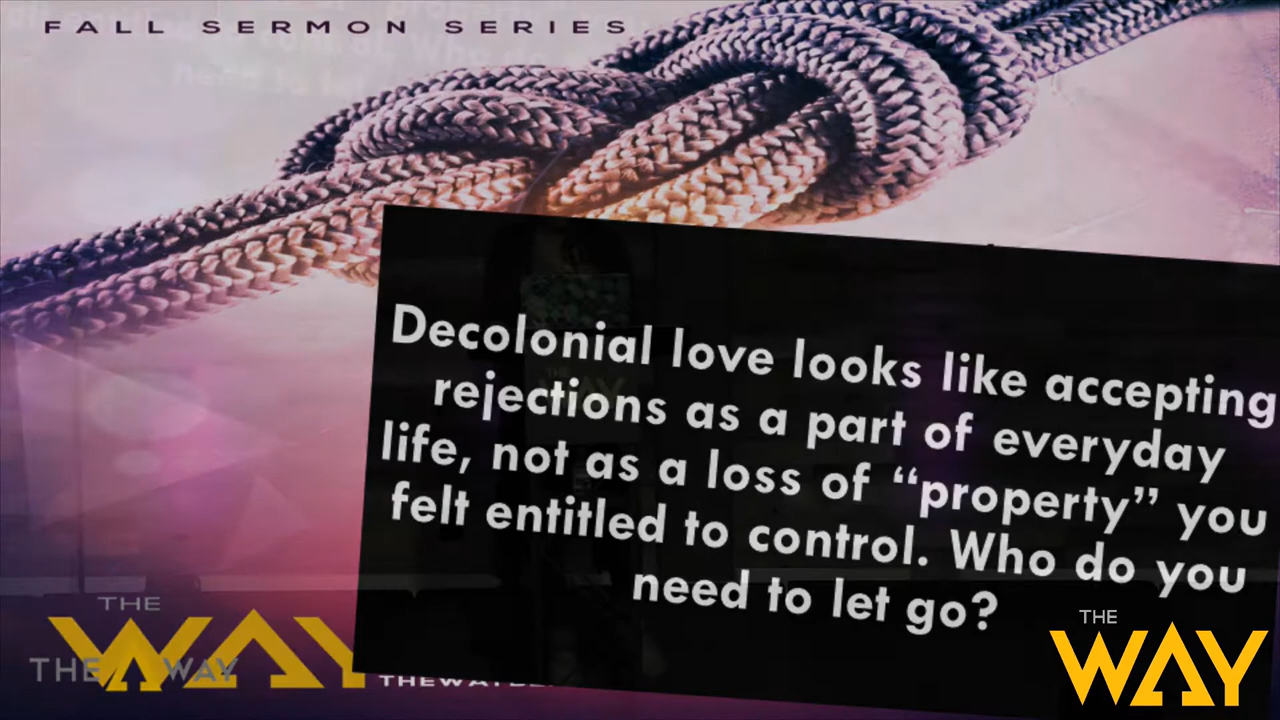 FALL SERMON SERIES
Decolonial love looks like accepting
rejections as a part of everyday
life, not as a loss of “property” you
felt entitled to control. Who do you
need to let go?
THE
WAY
THE WAY
THE
WAY